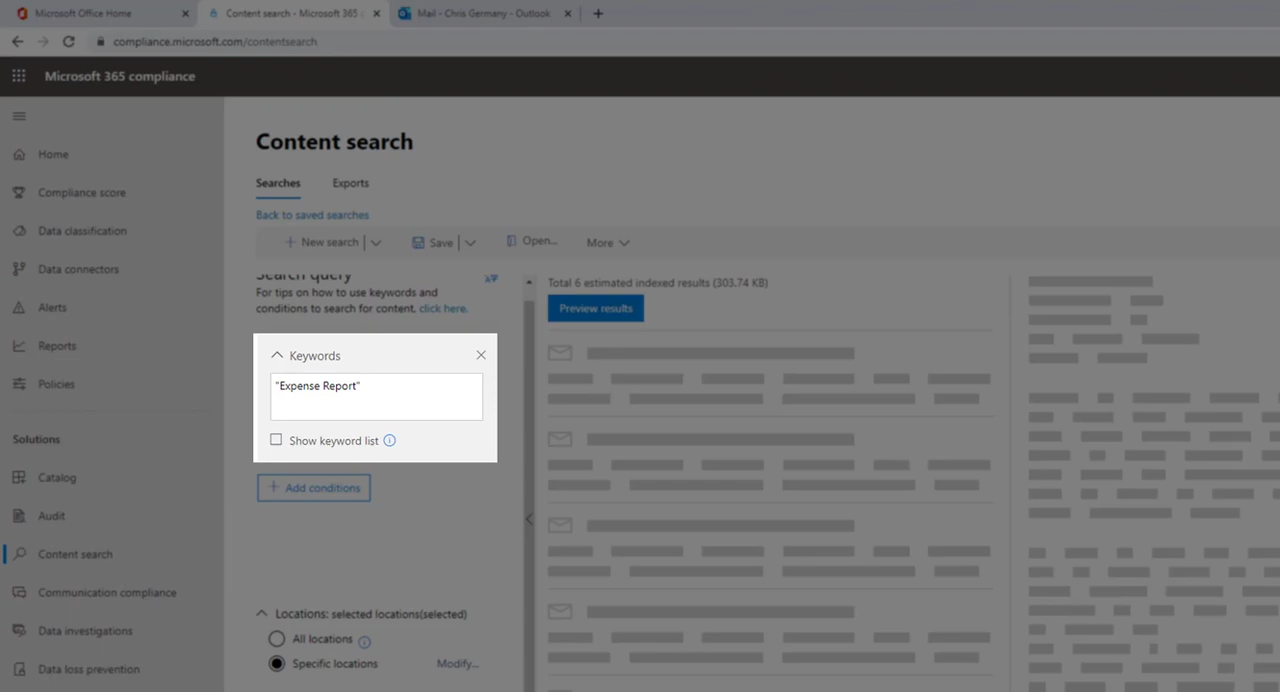 Microsoft Office Home
Content search - Microsoft 365
Mail - Chris Germany - Outlook
compliance.microsoft.com/contentsearch
Microsoft 365 compliance
Home
Compliance score
Data classification
Data connectors
Alerts
Reports
Policies
Solutions
Catalog
Audit
Content search
Communication compliance
Data investigations
Data loss prevention
Content search
Searches Exports
Back to saved searches
New search Save Open... More
Search query
For tips on how to use keywords and
conditions to search for content, click here.
Keywords
"Expense Report"
Show keyword list
Add conditions
Locations: selected locations(selected)
All locations
Specific locations Modify...
Total 6 estimated indexed results (303.74 KB)
Preview results